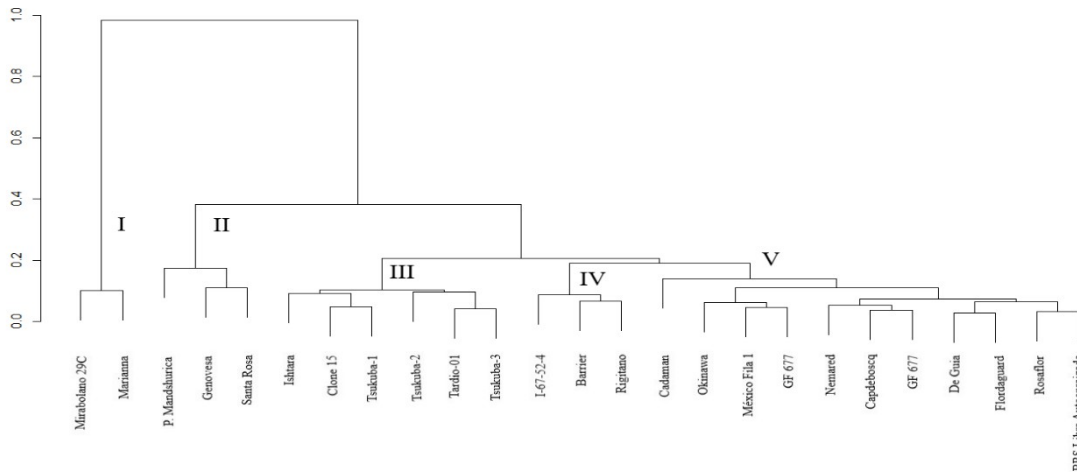 1.0
0.8
0.6
0.4
0.2
0.0
I
II
III
IV
V
Mirabolano 29C
Marianna
P. Mandshurica
Genovesa
Santa Rosa
Ishtara
Clone 15
Tsukuba-1
Tsukuba-2
Tardio-01
Tsukuba-3
I-67-52-4
Barrier
Rigitano
Cadaman
Okinawa
México Fila 1
GF 677
Nemared
Capdeboscq
GF 677
De Guia
Flordaguard
Rosaflor